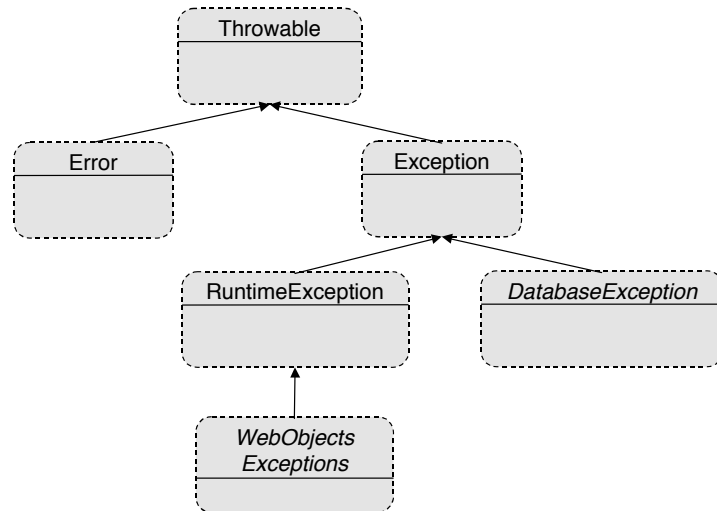 Throwable
Error
Exception
RuntimeException
DatabaseException
WebObjects
Exceptions